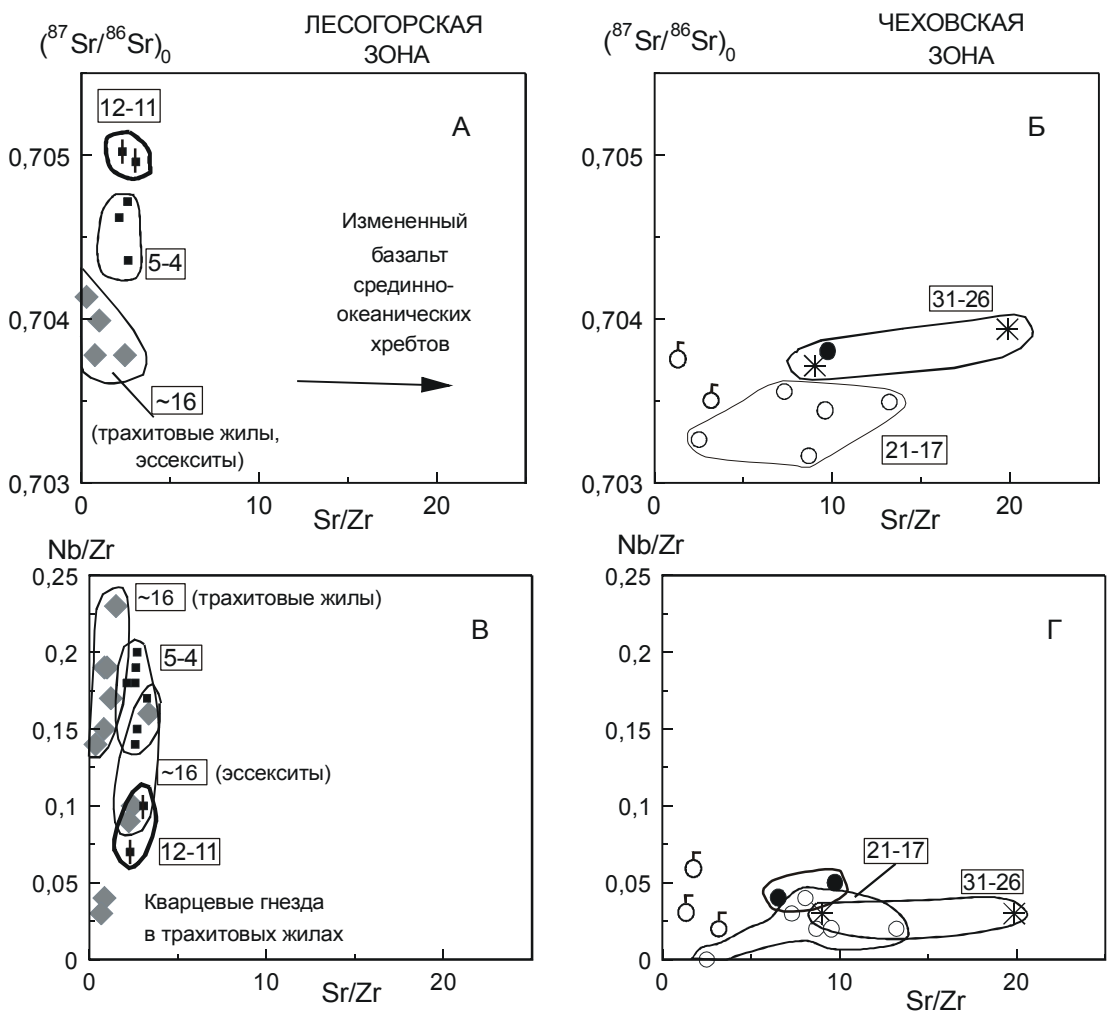 (⁸⁷Sr/⁸⁶Sr)₀
ЛЕСОГОРСКАЯ
ЗОНА
12-11
А
0,705
5-4
Измененный
базальт
срединно-
океанических
хребтов
0,704
~16
(трахитовые жилы,
эссекситы)
0,703
0
10
20
Sr/Zr
(⁸⁷Sr/⁸⁶Sr)₀
ЧЕХОВСКАЯ
ЗОНА
Б
0,705
31-26
0,704
21-17
0,703
0
10
20
Sr/Zr
Nb/Zr
0,25
~16 (трахитовые жилы)
В
0,2
5-4
0,15
~16 (эссекситы)
0,1
12-11
0,05
Кварцевые гнезда
в трахитовых жилах
0
0
10
20
Sr/Zr
Nb/Zr
0,25
Г
0,2
0,15
0,1
21-17
31-26
0,05
0
0
10
20
Sr/Zr